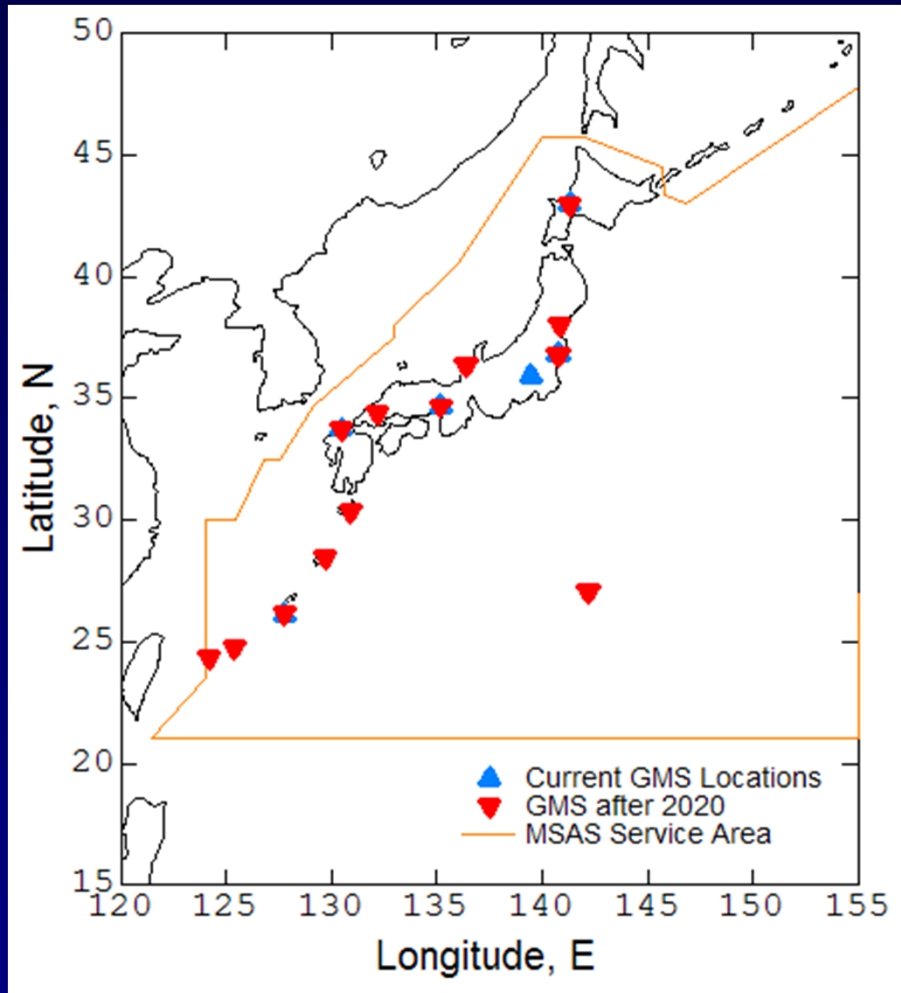 50
45
40
35
30
25
20
15
Latitude, N
Current GMS Locations
GMS after 2020
MSAS Service Area
120 125 130 135 140 145 150 155
Longitude, E